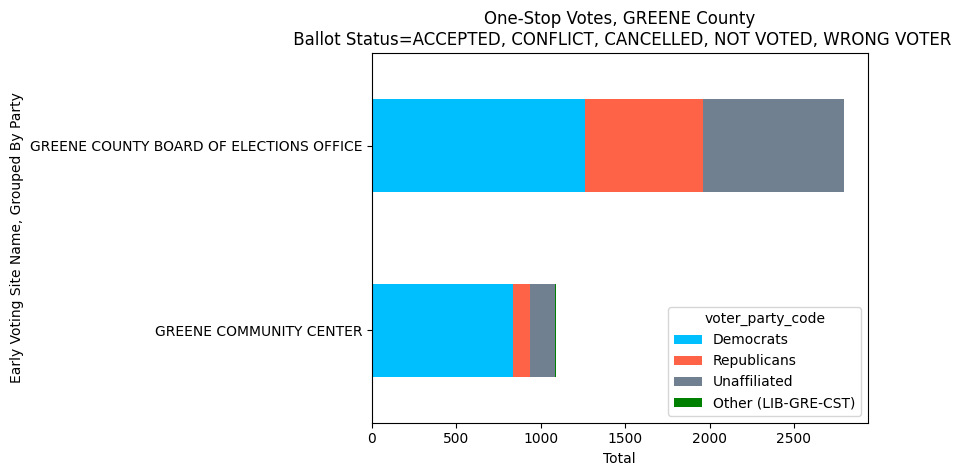 One-Stop Votes, GREENE County
Ballot Status=ACCEPTED, CONFLICT, CANCELLED, NOT VOTED, WRONG VOTER
Early Voting Site Name, Grouped By Party
GREENE COUNTY BOARD OF ELECTIONS OFFICE
GREENE COMMUNITY CENTER
voter_party_code
Democrats
Republicans
Unaffiliated
Other (LIB-GRE-CST)
0 500 1000 1500 2000 2500
Total